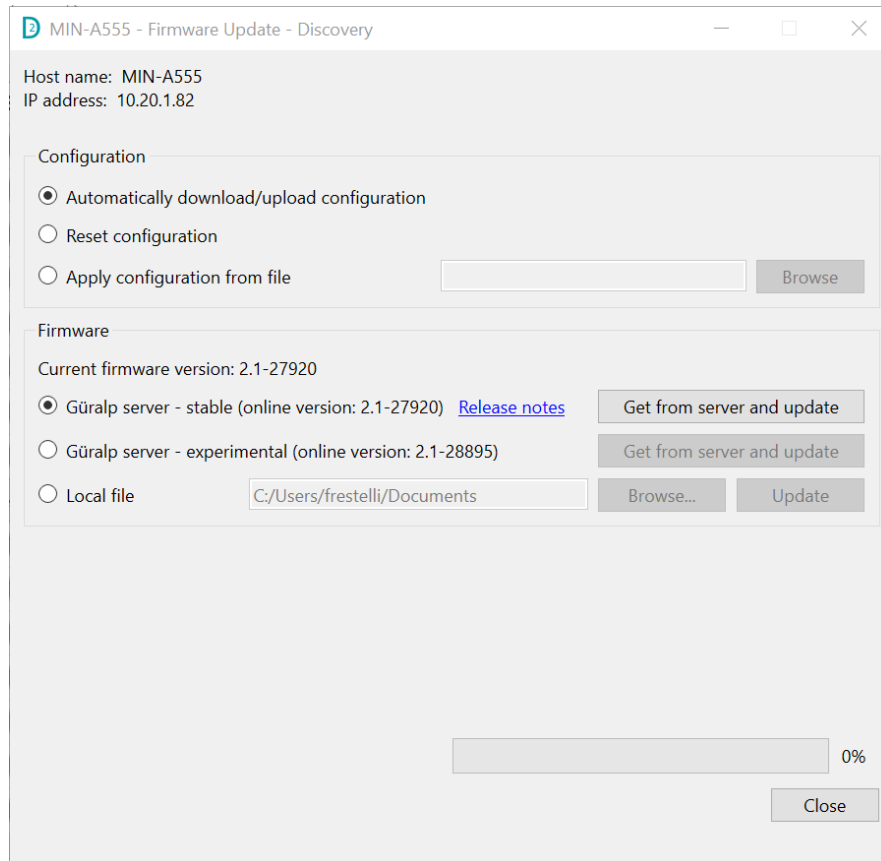 MIN-A555 - Firmware Update - Discovery
Host name: MIN-A555
IP address: 10.20.1.82
Configuration
Automatically download/upload configuration
Reset configuration
Apply configuration from file Browse
Firmware
Current firmware version: 2.1-27920
Güralp server - stable (online version: 2.1-27920) Release notes Get from server and update
Güralp server - experimental (online version: 2.1-28895) Get from server and update
Local file C:/Users/frestelli/Documents Browse... Update
0%
Close